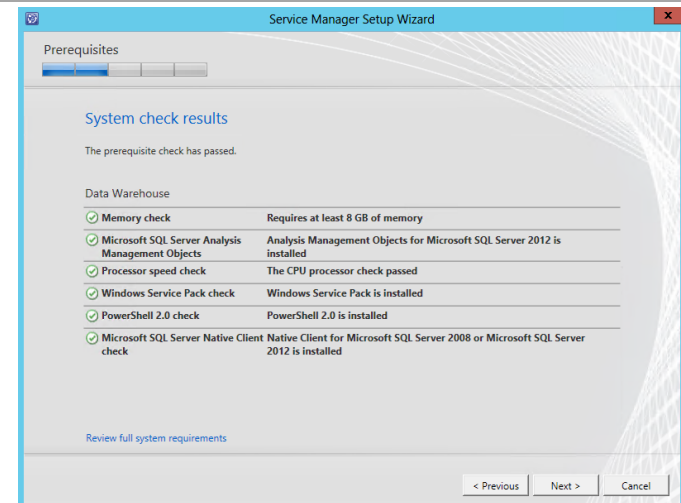 Service Manager Setup Wizard
x
Prerequisites
System check results
The prerequisite check has passed.
Data Warehouse
Memory check Requires at least 8 GB of memory
Microsoft SQL Server Analysis Analysis Management Objects for Microsoft SQL Server 2012 is
Management Objects installed
Processor speed check The CPU processor check passed
Windows Service Pack check Windows Service Pack is installed
PowerShell 2.0 check PowerShell 2.0 is installed
Microsoft SQL Server Native Client Native Client for Microsoft SQL Server 2008 or Microsoft SQL Server
check 2012 is installed
Review full system requirements
< Previous Next > Cancel